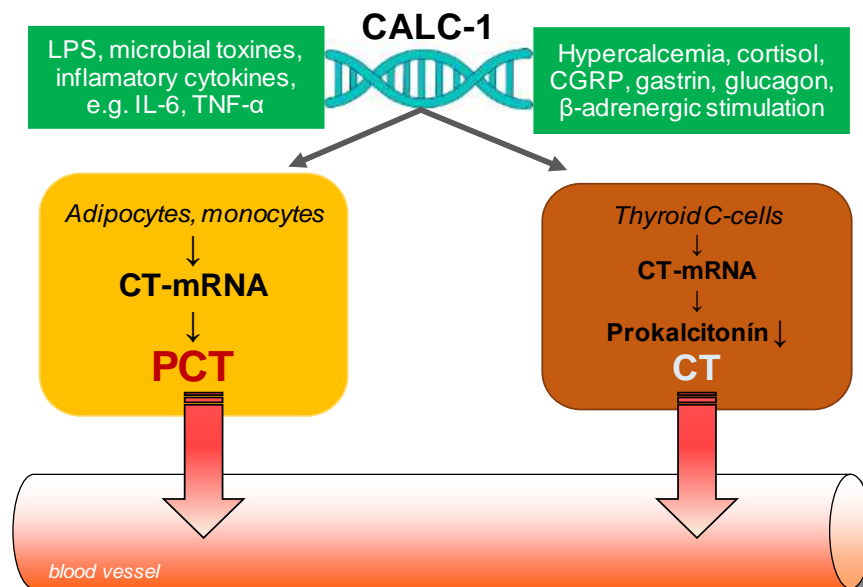 CALC-1
LPS, microbial toxines,
inflamatory cytokines,
e.g. IL-6, TNF-α
Hypercalcemia, cortisol,
CGRP, gastrin, glucagon,
β-adrenergic stimulation
Adipocytes, monocytes
↓
CT-mRNA
↓
PCT
Thyroid C-cells
↓
CT-mRNA
↓
Prokalcitonín ↓
CT
blood vessel